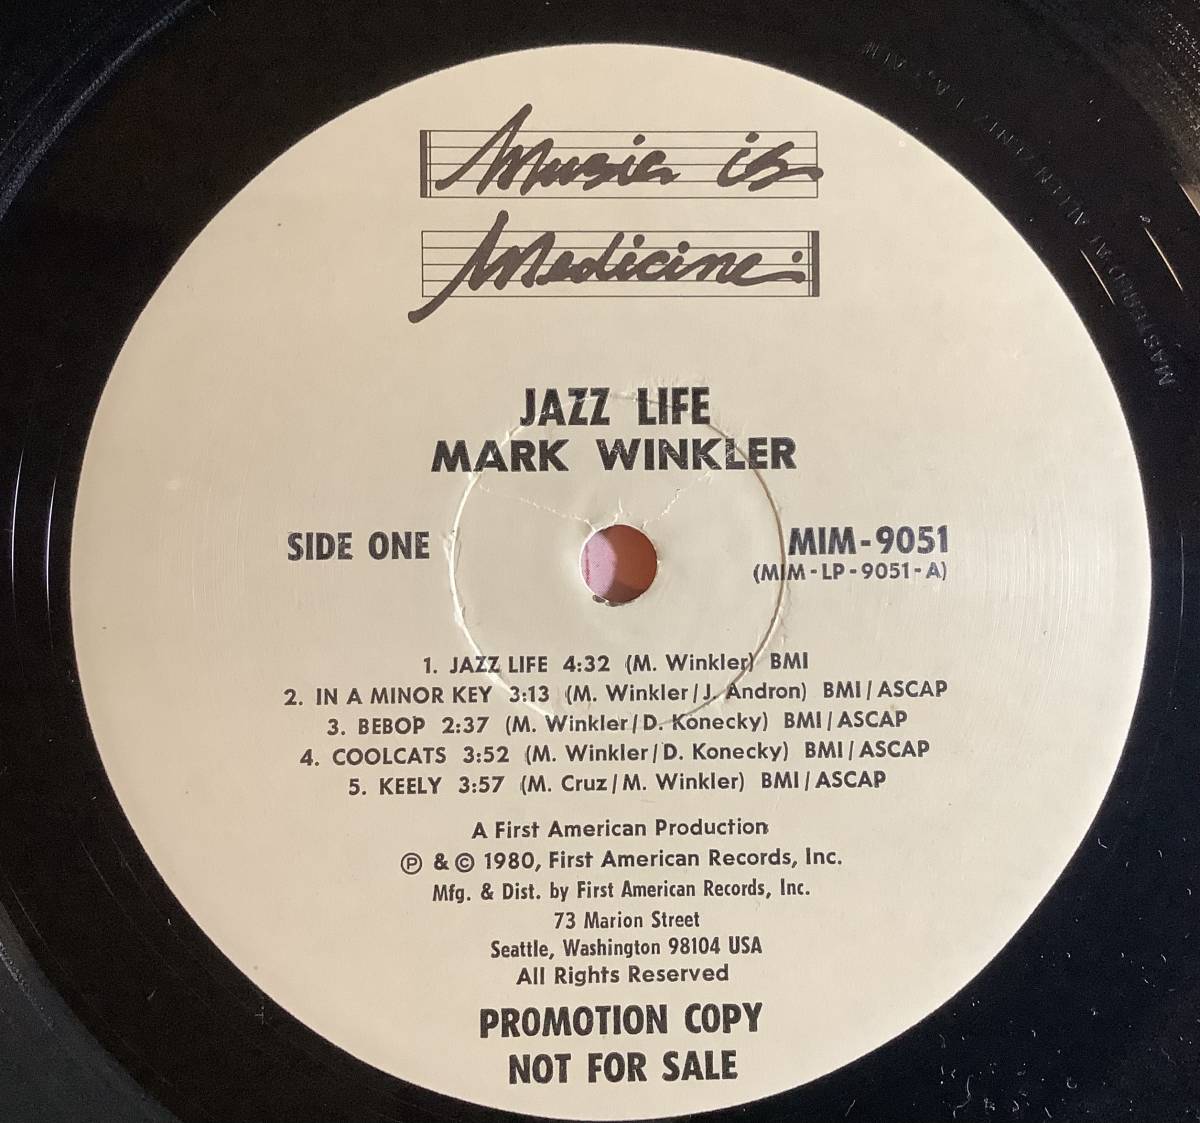 Music is
Medicine
JAZZ LIFE
MARK WINKLER
SIDE ONE
MIM-9051
(MIM-LP-9051-A)
1. JAZZ LIFE 4:32 (M. Winkler) BMI
2. IN A MINOR KEY 3:13 (M. Winkler/J. Andron) BMI/ASCAP
3. BEBOP 2:37 (M. Winkler/D. Konecky) BMI/ASCAP
4. COOLCATS 3:52 (M. Winkler/D. Konecky) BMI/ASCAP
5. KEELY 3:57 (M. Cruz/M. Winkler) BMI/ASCAP
A First American Production
Ⓟ & © 1980, First American Records, Inc.
Mfg. & Dist. by First American Records, Inc.
73 Marion Street
Seattle, Washington 98104 USA
All Rights Reserved
PROMOTION COPY
NOT FOR SALE